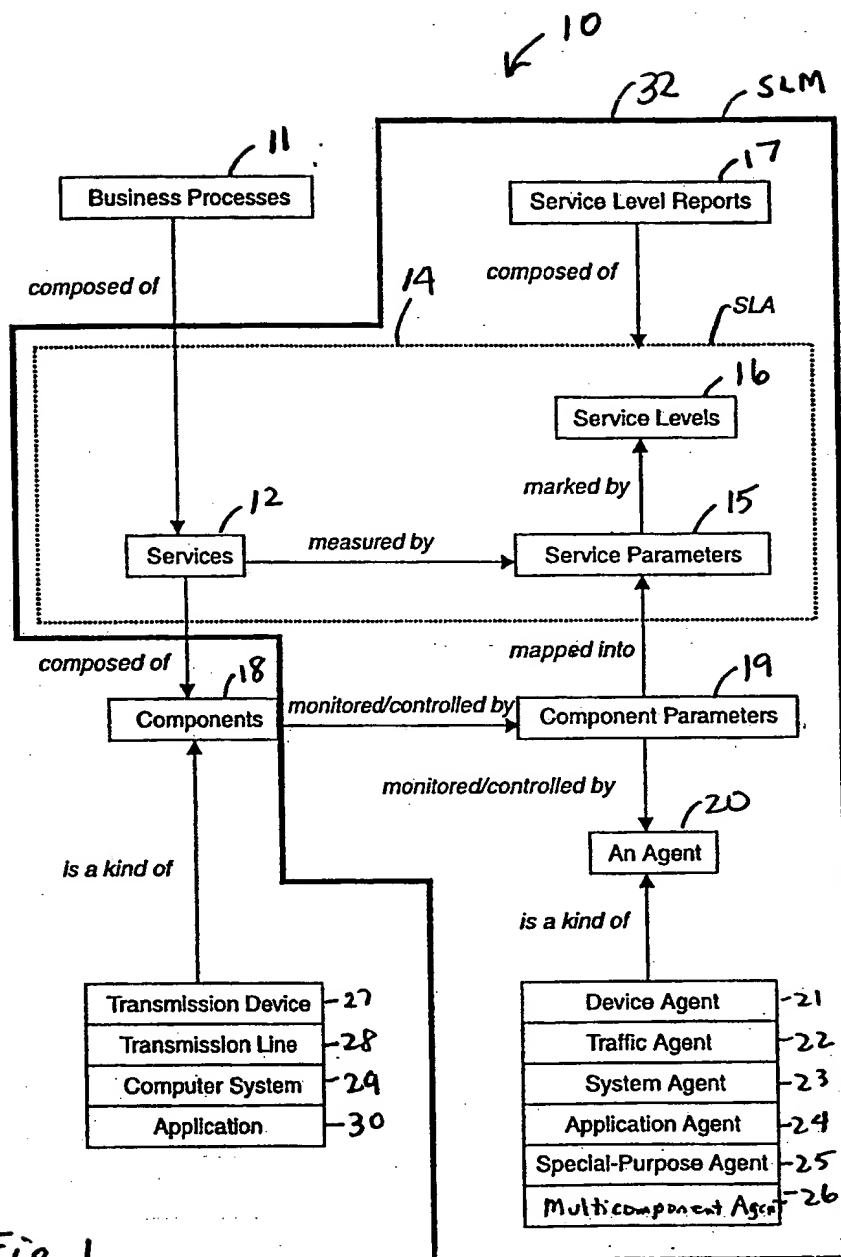 10
32 SLM
11
17
Business Processes
Service Level Reports
composed of
composed of
14
SLA
16
Service Levels
marked by
12
15
Services
measured by
Service Parameters
composed of
mapped into
18
19
Components
monitored/controlled by
Component Parameters
monitored/controlled by
20
An Agent
is a kind of
is a kind of
Transmission Device -27
Device Agent -21
Transmission Line -28
Traffic Agent -22
Computer System -29
System Agent -23
Application -30
Application Agent -24
Special-Purpose Agent -25
Multicomponent Agent -26
Fig. 1